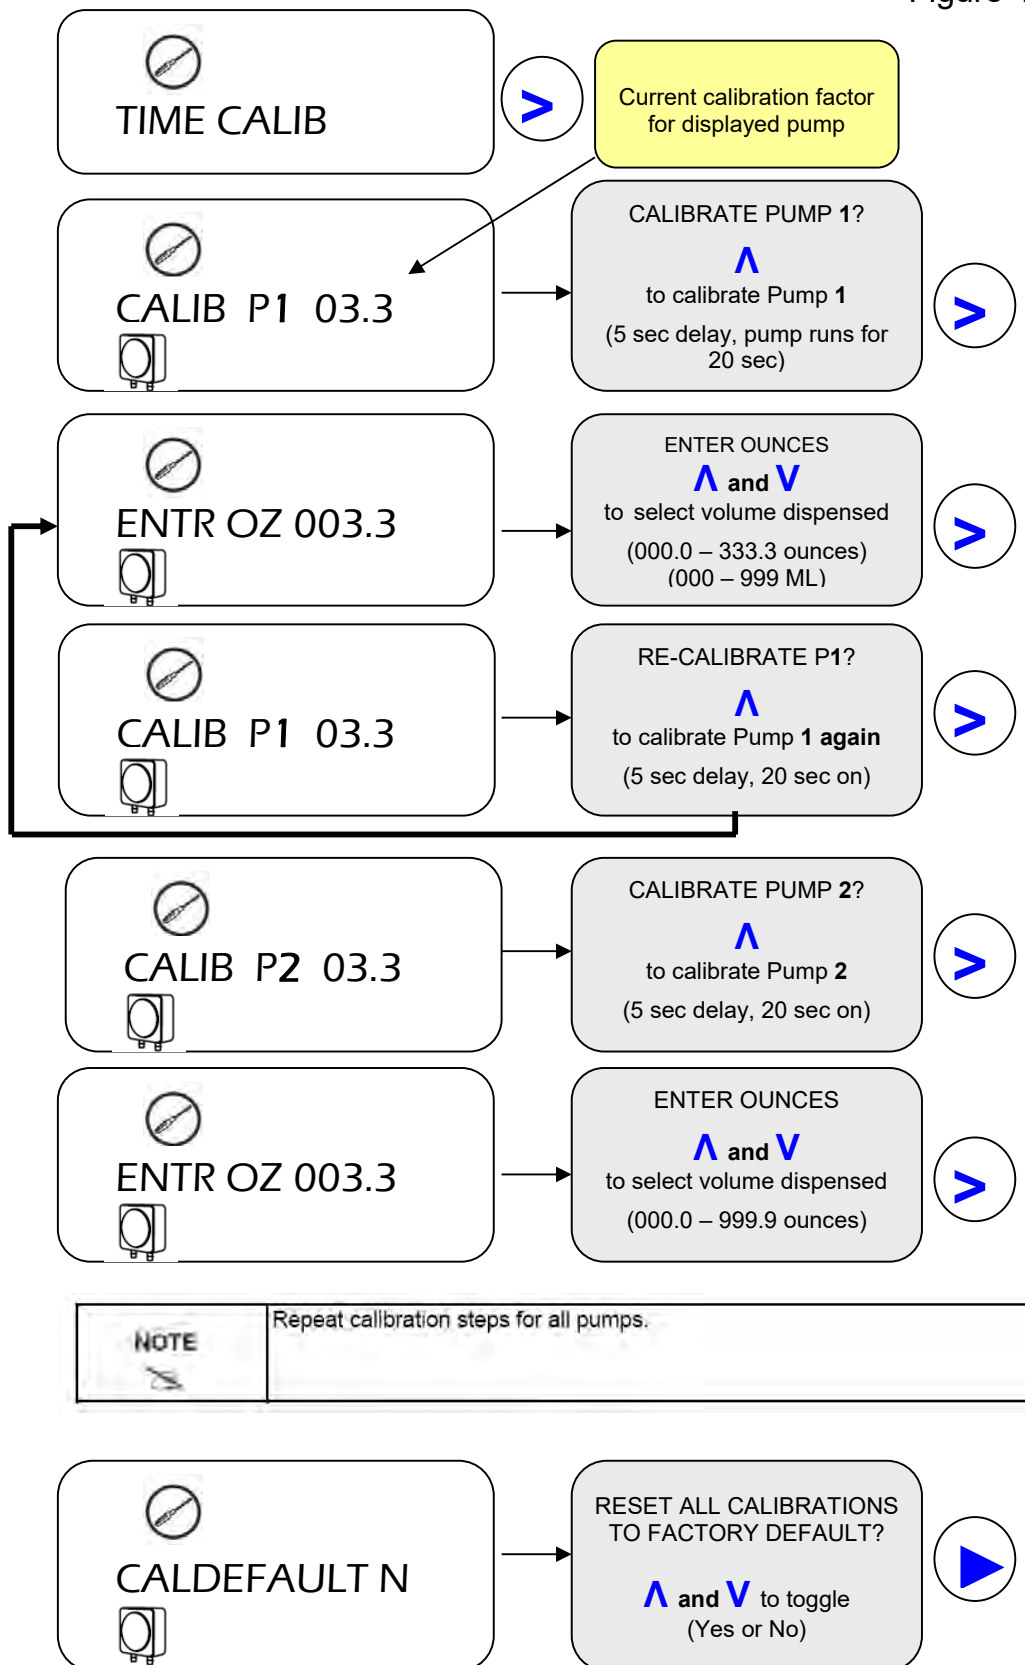 Figure
TIME CALIB
>
Current calibration factor
for displayed pump
CALIB P1 03.3
CALIBRATE PUMP 1?
Λ
to calibrate Pump 1
(5 sec delay, pump runs for
20 sec)
>
ENTR OZ 003.3
ENTER OUNCES
Λ and V
to select volume dispensed
(000.0 – 333.3 ounces)
(000 – 999 ML)
>
CALIB P1 03.3
RE-CALIBRATE P1?
Λ
to calibrate Pump 1 again
(5 sec delay, 20 sec on)
>
CALIB P2 03.3
CALIBRATE PUMP 2?
Λ
to calibrate Pump 2
(5 sec delay, 20 sec on)
>
ENTR OZ 003.3
ENTER OUNCES
Λ and V
to select volume dispensed
(000.0 – 999.9 ounces)
>
NOTE
Repeat calibration steps for all pumps.
CALDEFAULT N
RESET ALL CALIBRATIONS
TO FACTORY DEFAULT?
Λ and V to toggle
(Yes or No)